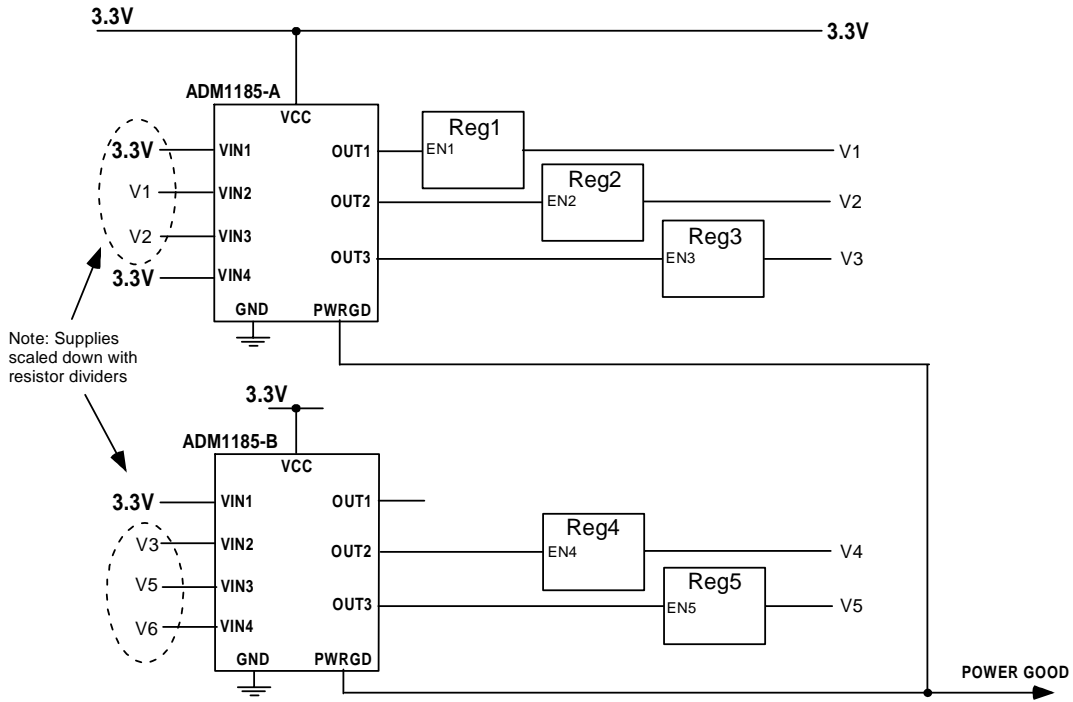 3.3V
3.3V
ADM1185-A
VCC
3.3V
VIN1
OUT1
EN1
Reg1
V1
V1
VIN2
OUT2
EN2
Reg2
V2
V2
VIN3
OUT3
EN3
Reg3
V3
3.3V
VIN4
GND
PWRGD
Note: Supplies
scaled down with
resistor dividers
3.3V
ADM1185-B
VCC
3.3V
VIN1
OUT1
V3
VIN2
OUT2
EN4
Reg4
V4
V5
VIN3
OUT3
EN5
Reg5
V5
V6
VIN4
GND
PWRGD
POWER GOOD